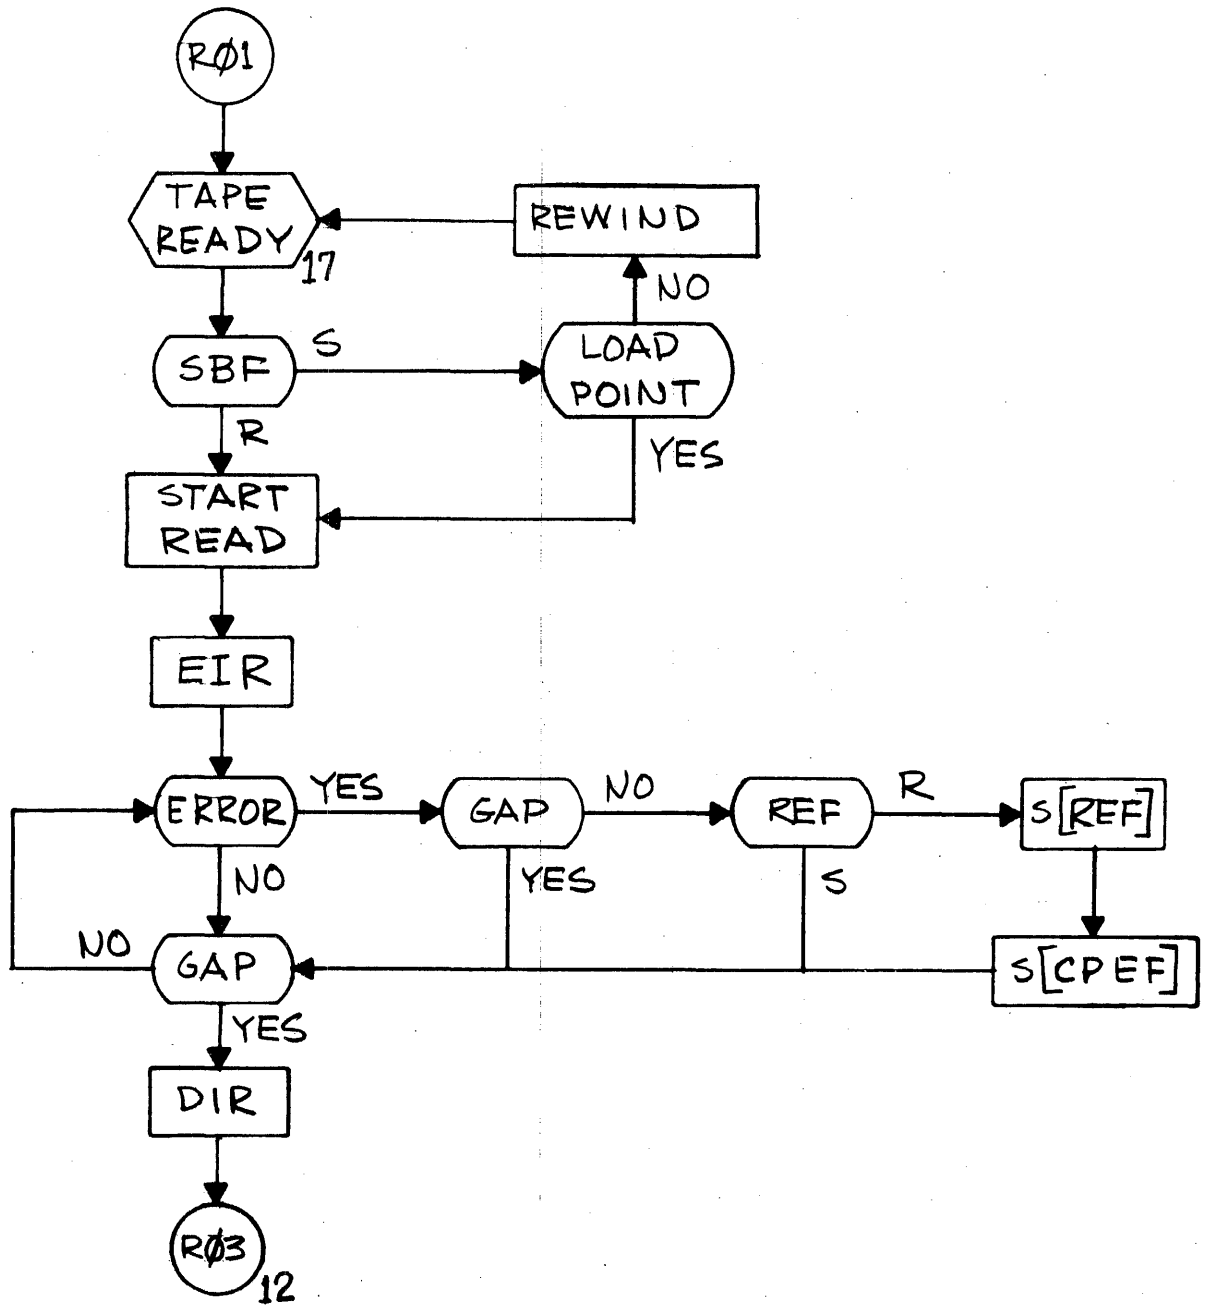 RØ1
TAPE
READY
17
REWIND
NO
SBF
S
LOAD
POINT
R
YES
START
READ
EIR
ERROR
YES
GAP
NO
REF
R
S[REF]
NO
YES
S
NO
GAP
S[CPEF]
YES
DIR
RØ3
12